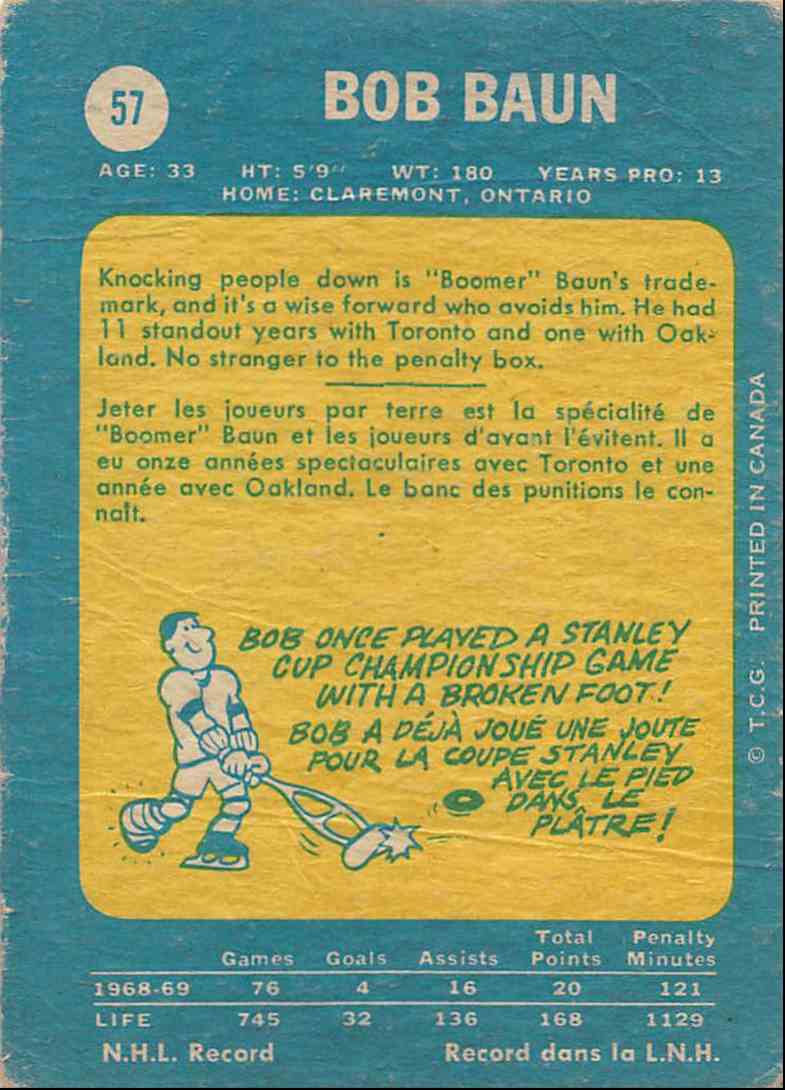 57
BOB BAUN
AGE: 33 HT: 5'9" WT: 180 YEARS PRO: 13
HOME: CLAREMONT, ONTARIO
Knocking people down is "Boomer" Baun's trade-
mark, and it's a wise forward who avoids him. He had
11 standout years with Toronto and one with Oak-
land. No stranger to the penalty box.
Jeter les joueurs par terre est la spécialité de
"Boomer" Baun et les joueurs d'avant l'évitent. Il a
eu onze années spectaculaires avec Toronto et une
année avec Oakland. Le banc des punitions le con-
naît.
BOB ONCE PLAYED A STANLEY
CUP CHAMPIONSHIP GAME
WITH A BROKEN FOOT!
BOB A DÉJÀ JOUÉ UNE JOUTE
POUR LA COUPE STANLEY
AVEC LE PIED
DANS LE
PLÂTRE!
© T.C.G. PRINTED IN CANADA
Games Goals Assists Total Points Penalty Minutes
1968-69 76 4 16 20 121
LIFE 745 32 136 168 1129
N.H.L. Record Record dans la L.N.H.